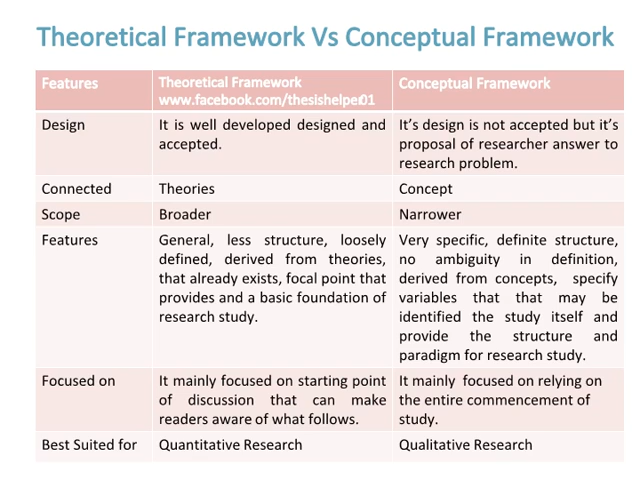 Theoretical Framework Vs Conceptual Framework
Features
Theoretical Framework
www.facebook.com/thesishelper01
Conceptual Framework
Design
It is well developed designed and
accepted.
It's design is not accepted but it's
proposal of researcher answer to
research problem.
Connected
Theories
Concept
Scope
Broader
Narrower
Features
General, less structure, loosely
defined, derived from theories,
that already exists, focal point that
provides and a basic foundation of
research study.
Very specific, definite structure,
no ambiguity in definition,
derived from concepts, specify
variables that that may be
identified the study itself and
provide the structure and
paradigm for research study.
Focused on
It mainly focused on starting point
of discussion that can make
readers aware of what follows.
It mainly focused on relying on
the entire commencement of
study.
Best Suited for
Quantitative Research
Qualitative Research